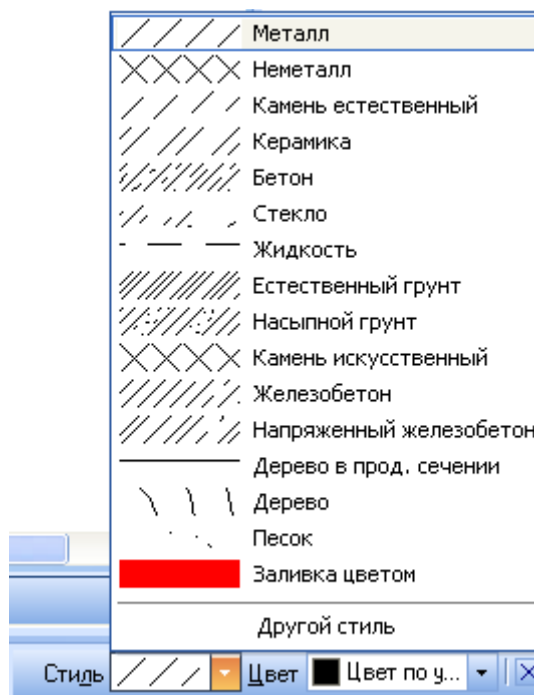 Металл
Неметалл
Камень естественный
Керамика
Бетон
Стекло
Жидкость
Естественный грунт
Насыпной грунт
Камень искусственный
Железобетон
Напряженный железобетон
Дерево в прод. сечении
Дерево
Песок
Заливка цветом
Другой стиль
Стиль Цвет Цвет по у...